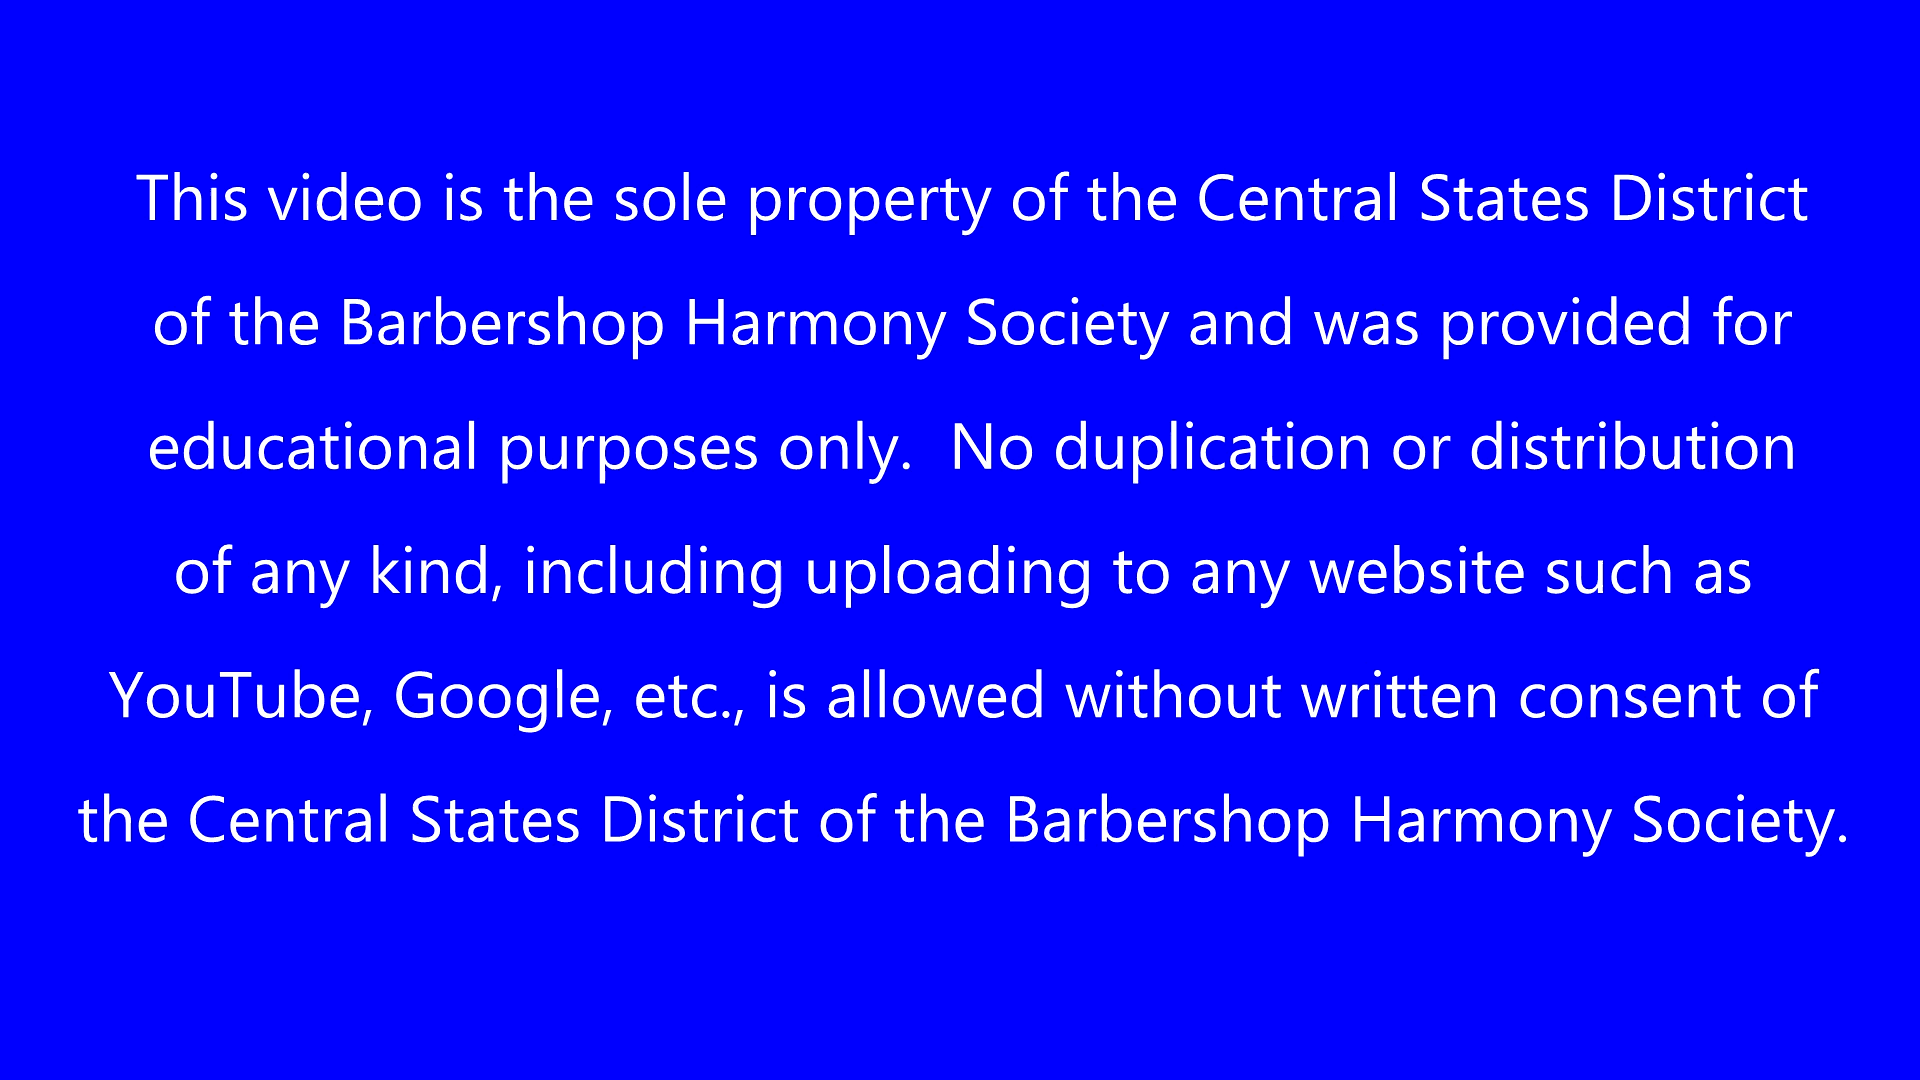 This video is the sole property of the Central States District
of the Barbershop Harmony Society and was provided for
educational purposes only.  No duplication or distribution
of any kind, including uploading to any website such as
YouTube, Google, etc., is allowed without written consent of
the Central States District of the Barbershop Harmony Society.